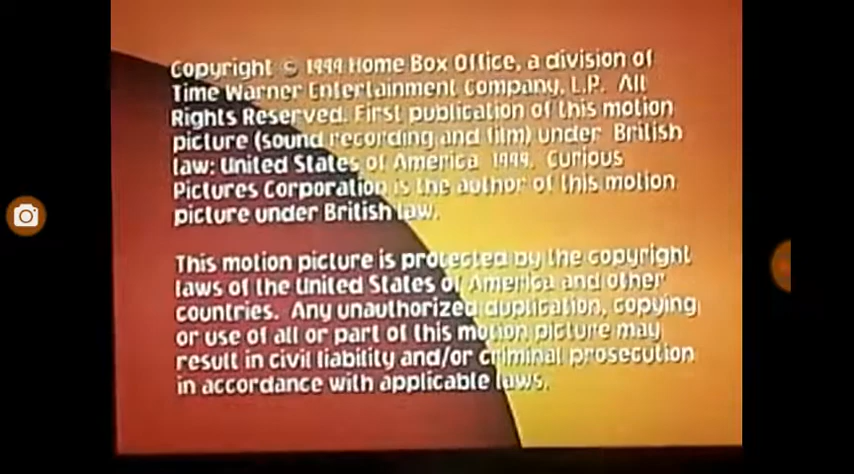 Copyright © 1999 Home Box Office, a division of
Time Warner Entertainment Company, L.P. All
Rights Reserved. First publication of this motion
picture (sound recording and film) under British
law: United States of America 1999. Curious
Pictures Corporation is the author of this motion
picture under British law.
This motion picture is protected by the copyright
laws of the United States of America and other
countries. Any unauthorized duplication, copying
or use of all or part of this motion picture may
result in civil liability and/or criminal prosecution
in accordance with applicable laws.